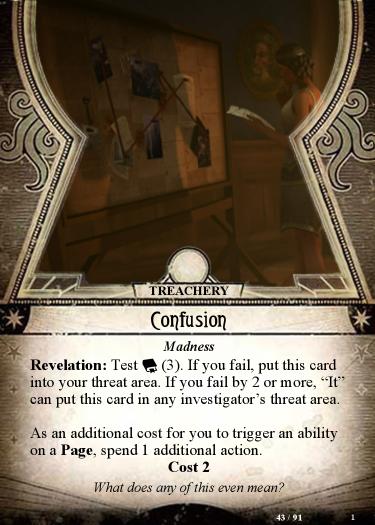 TREACHERY
Confusion
Madness
Revelation: Test (3). If you fail, put this card
into your threat area. If you fail by 2 or more, “It”
can put this card in any investigator’s threat area.
As an additional cost for you to trigger an ability
on a Page, spend 1 additional action.
Cost 2
What does any of this even mean?
43 / 91 1